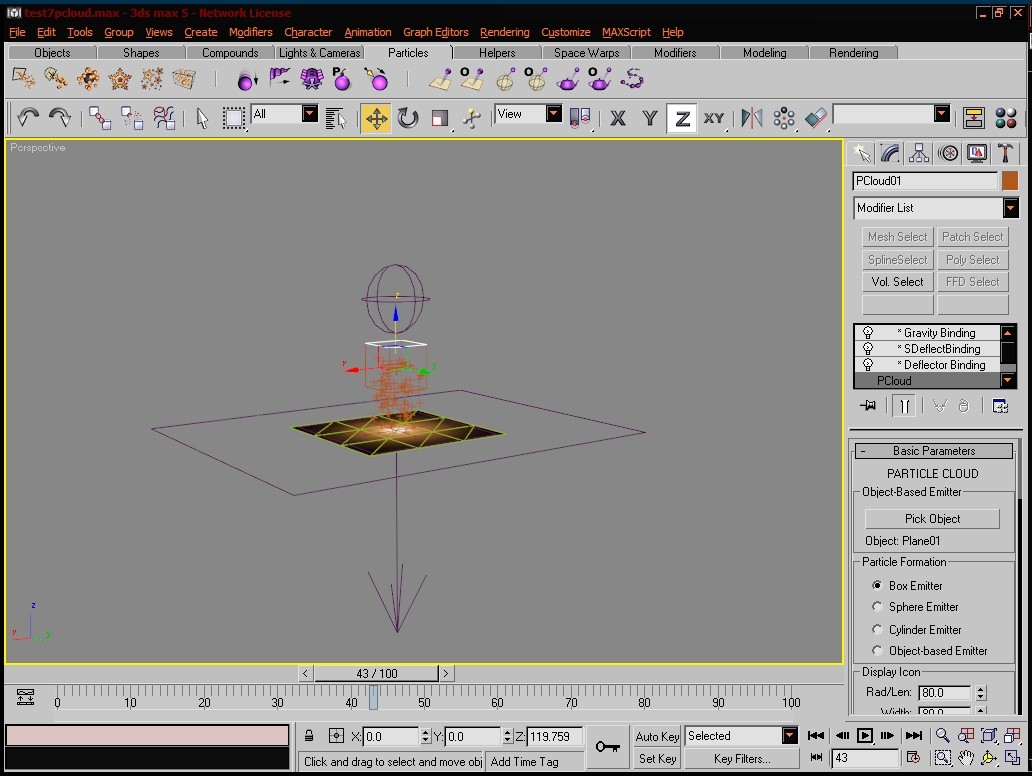 test7pcloud.max - 3ds max 5 - Network License
File Edit Tools Group Views Create Modifiers Character Animation Graph Editors Rendering Customize MAXScript Help
Objects Shapes Compounds Lights & Cameras Particles Helpers Space Warps Modifiers Modeling Rendering
All View X Y Z XY
Perspective
PCloud01
Modifier List
Mesh Select Patch Select
SplineSelect Poly Select
Vol. Select FFD Select
* Gravity Binding
* SDeflectBinding
* Deflector Binding
PCloud
- Basic Parameters
PARTICLE CLOUD
Object-Based Emitter
Pick Object
Object: Plane01
Particle Formation
Box Emitter
Sphere Emitter
Cylinder Emitter
Object-based Emitter
Display Icon
Rad/Len: 80.0
Width: 80.0
z
y
z
y
< 43 / 100 >
0 10 20 30 40 50 60 70 80 90 100
X: 0.0 Y: 0.0 Z: 119.759
Auto Key Selected
Click and drag to select and move obj Add Time Tag
Set Key Key Filters...
43